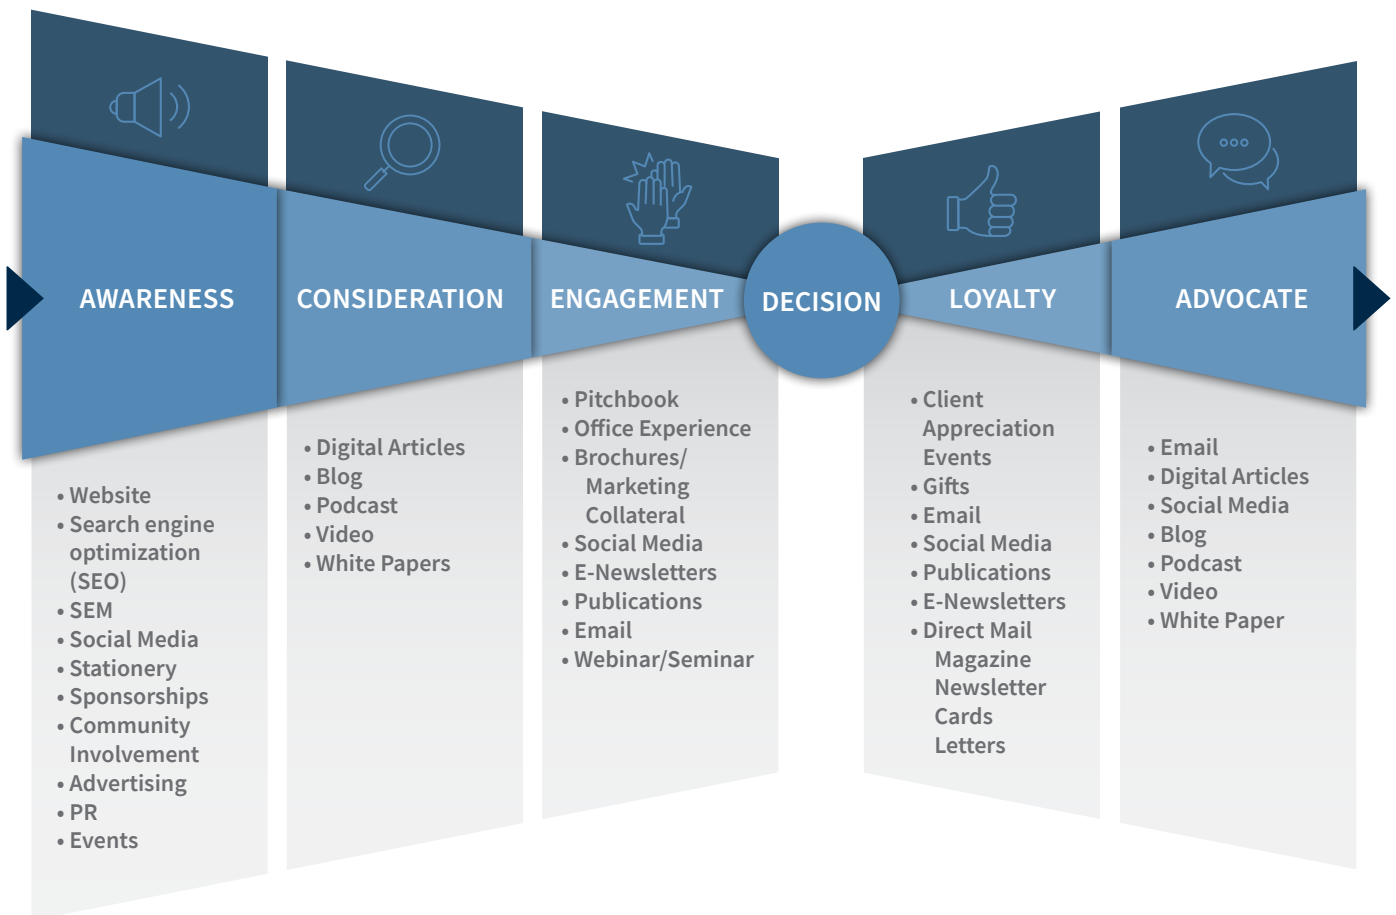 AWARENESS
CONSIDERATION
ENGAGEMENT
DECISION
LOYALTY
ADVOCATE
• Website
• Search engine
optimization
(SEO)
• SEM
• Social Media
• Stationery
• Sponsorships
• Community
Involvement
• Advertising
• PR
• Events
• Digital Articles
• Blog
• Podcast
• Video
• White Papers
• Pitchbook
• Office Experience
• Brochures/
Marketing
Collateral
• Social Media
• E-Newsletters
• Publications
• Email
• Webinar/Seminar
• Client
Appreciation
Events
• Gifts
• Email
• Social Media
• Publications
• E-Newsletters
• Direct Mail
Magazine
Newsletter
Cards
Letters
• Email
• Digital Articles
• Social Media
• Blog
• Podcast
• Video
• White Paper